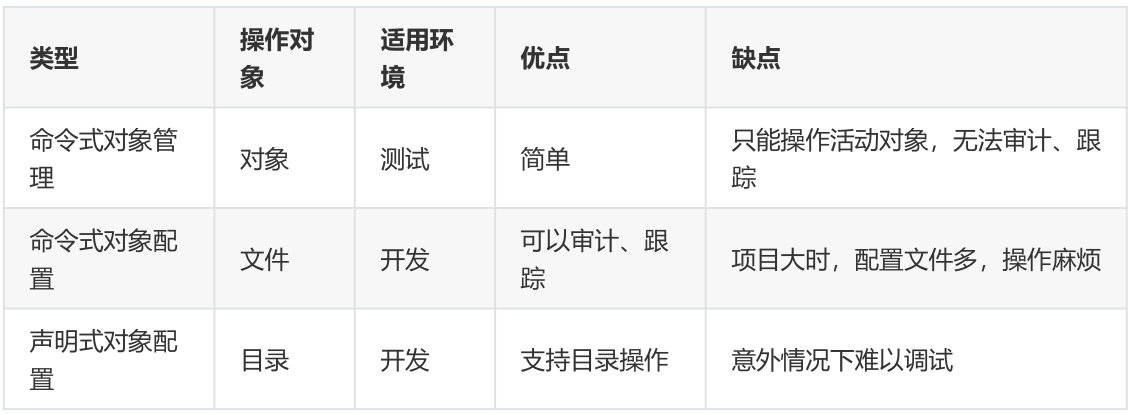 类型 操作对象 适用环境 优点 缺点
命令式对象管理 对象 测试 简单 只能操作活动对象，无法审计、跟踪
命令式对象配置 文件 开发 可以审计、跟踪 项目大时，配置文件多，操作麻烦
声明式对象配置 目录 开发 支持目录操作 意外情况下难以调试